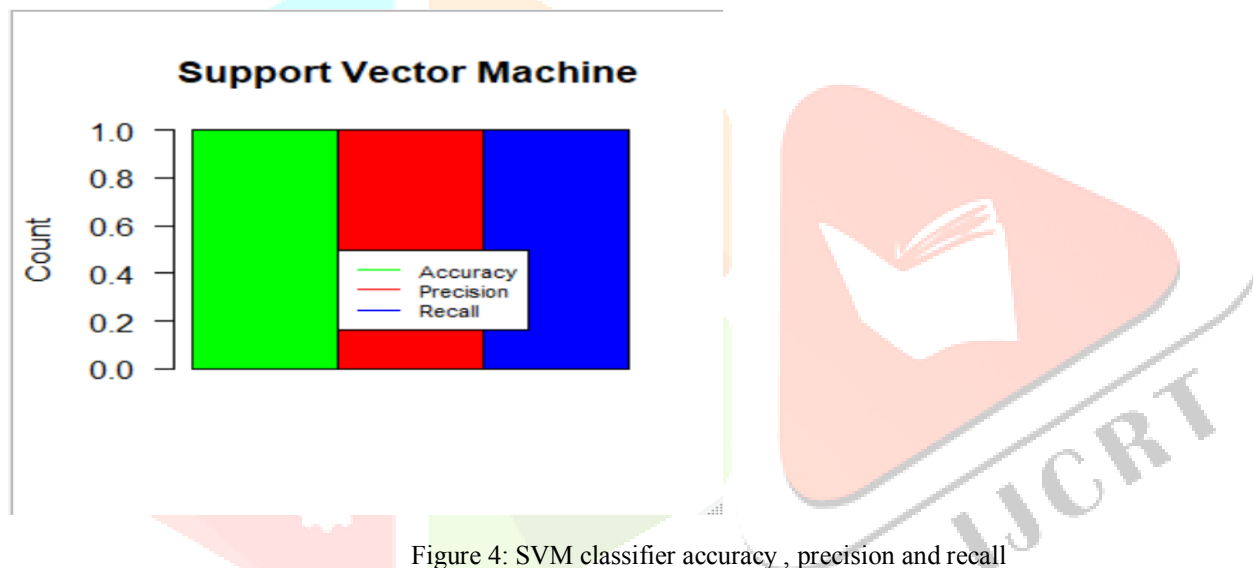 Support Vector Machine
Count
1.0
0.8
0.6
0.4
0.2
0.0
Accuracy
Precision
Recall
IJCRT
Figure 4: SVM classifier accuracy , precision and recall